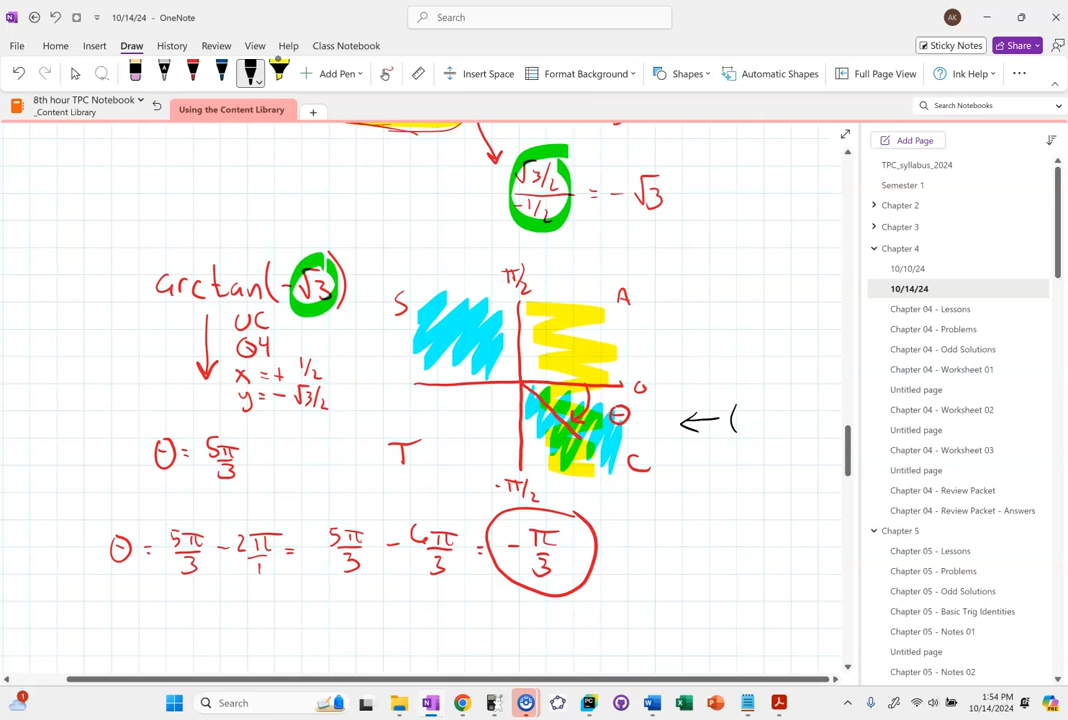 10/14/24 - OneNote
Search
AK
File Home Insert Draw History Review View Help Class Notebook
Sticky Notes
Share
Add Pen
Insert Space
Format Background
Shapes
Automatic Shapes
Full Page View
Ink Help
8th hour TPC Notebook
_Content Library
Using the Content Library
Search Notebooks
Add Page
TPC_syllabus_2024
Semester 1
Chapter 2
Chapter 3
Chapter 4
10/10/24
10/14/24
Chapter 04 - Lessons
Chapter 04 - Problems
Chapter 04 - Odd Solutions
Chapter 04 - Worksheet 01
Untitled page
Chapter 04 - Worksheet 02
Untitled page
Chapter 04 - Worksheet 03
Untitled page
Chapter 04 - Review Packet
Chapter 04 - Review Packet - Answers
Chapter 5
Chapter 05 - Lessons
Chapter 05 - Problems
Chapter 05 - Odd Solutions
Chapter 05 - Basic Trig Identities
Chapter 05 - Notes 01
Untitled page
Chapter 05 - Notes 02
√3/2
-1/2
= - √3
arctan(-√3)
UC
Q4
x = + 1/2
y = - √3/2
π/2
S
A
0
θ
T
C
-π/2
← (
θ = 5π/3
θ = 5π/3 - 2π/1 = 5π/3 - 6π/3 = -π/3
1
Search
PRE
PC
1:54 PM
10/14/2024